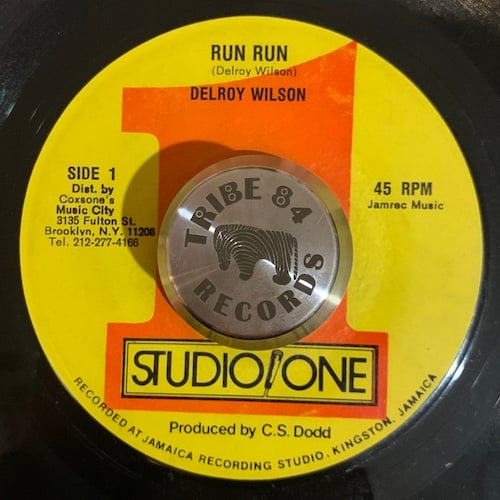 RUN RUN
(Delroy Wilson)
DELROY WILSON
SIDE 1
Dist. by
Coxsone's
Music City
3135 Fulton St.
Brooklyn, N.Y. 11208
Tel. 212-277-4166
45 RPM
Jamrec Music
TRIBE 84
RECORDS
STUDIO ONE
Produced by C.S. Dodd
RECORDED AT JAMAICA RECORDING STUDIO, KINGSTON, JAMAICA